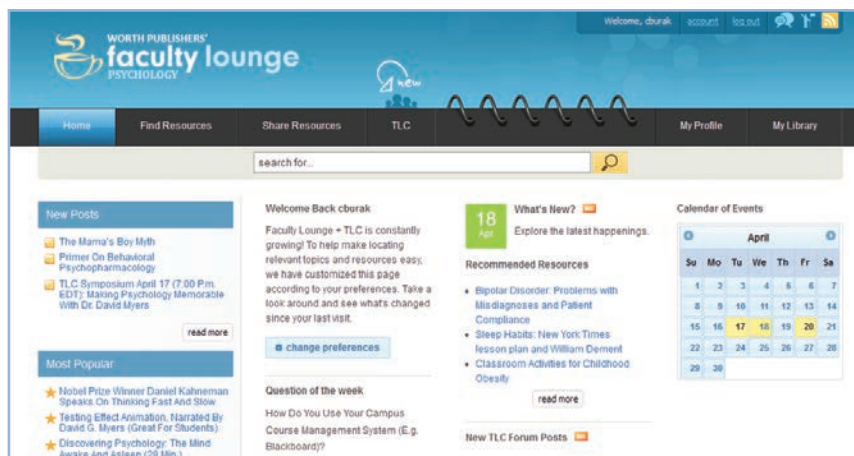 Welcome, cburak account log out
WORTH PUBLISHERS'
faculty lounge
PSYCHOLOGY
new
Home Find Resources Share Resources TLC My Profile My Library
search for...
New Posts
The Mama's Boy Myth
Primer On Behavioral
Psychopharmacology
TLC Symposium April 17 (7:00 P.m.
EDT): Making Psychology Memorable
With Dr. David Myers
read more
Most Popular
Nobel Prize Winner Daniel Kahneman
Speaks On Thinking Fast And Slow
Testing Effect Animation, Narrated By
David G. Myers (Great For Students)
Discovering Psychology: The Mind
Awake And Asleep (29 Min.)
Welcome Back cburak
Faculty Lounge + TLC is constantly
growing! To help make locating
relevant topics and resources easy,
we have customized this page
according to your preferences. Take a
look around and see what's changed
since your last visit.
change preferences
Question of the week
How Do You Use Your Campus
Course Management System (E.g.
Blackboard)?
18
Apr
What's New?
Explore the latest happenings.
Recommended Resources
Bipolar Disorder: Problems with
Misdiagnoses and Patient
Compliance
Sleep Habits: New York Times
lesson plan and William Dement
Classroom Activities for Childhood
Obesity
read more
New TLC Forum Posts
Calendar of Events
April
Su Mo Tu We Th Fr Sa
1 2 3 4 5 6 7
8 9 10 11 12 13 14
15 16 17 18 19 20 21
22 23 24 25 26 27 28
29 30